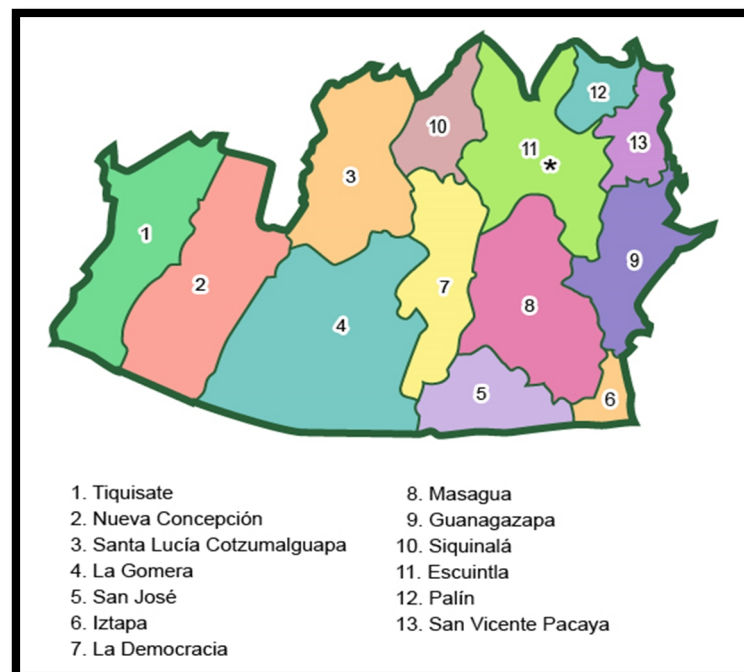 12
10
11
13
*
3
1
9
2
7
8
4
5
6
1. Tiquisate
2. Nueva Concepción
3. Santa Lucía Cotzumalguapa
4. La Gomera
5. San José
6. Iztapa
7. La Democracia
8. Masagua
9. Guanagazapa
10. Siquinalá
11. Escuintla
12. Palín
13. San Vicente Pacaya